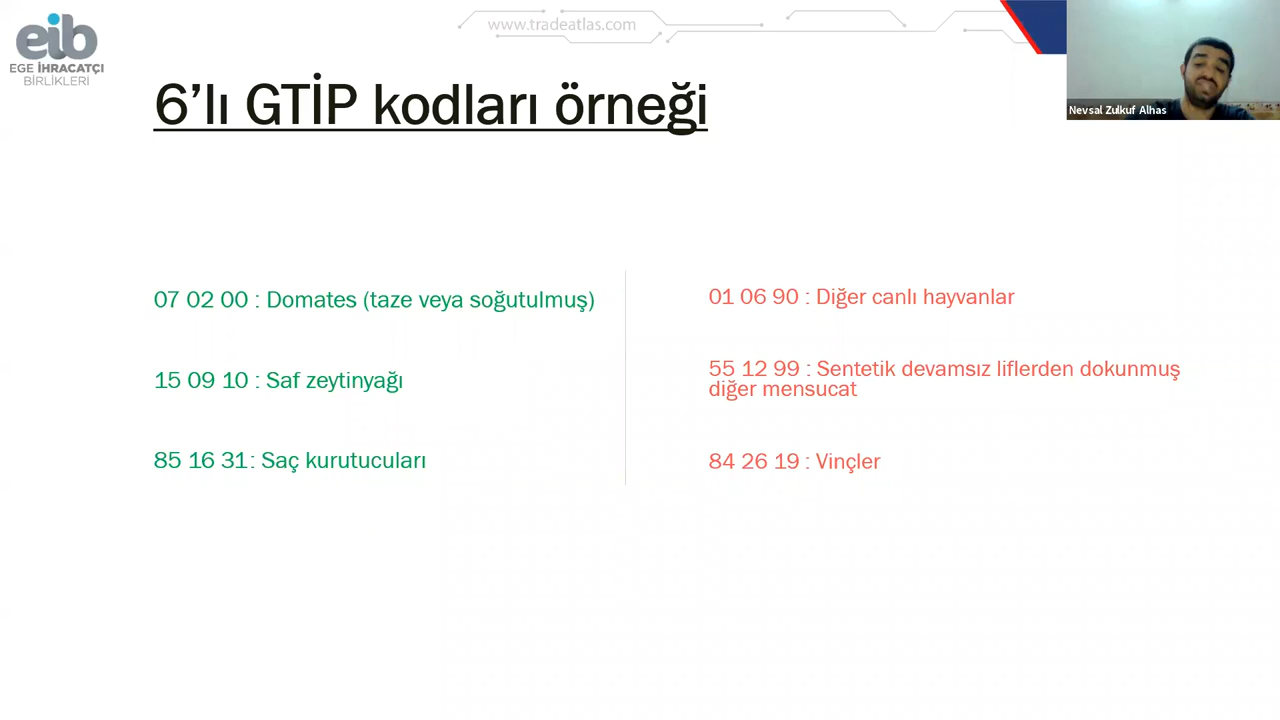 eib
EGE İHRACATÇI
BİRLİKLERİ
www.tradeatlas.com
Nevsal Zulkuf Alhas
6’lı GTİP kodları örneği
07 02 00 : Domates (taze veya soğutulmuş)
15 09 10 : Saf zeytinyağı
85 16 31: Saç kurutucuları
01 06 90 : Diğer canlı hayvanlar
55 12 99 : Sentetik devamsız liflerden dokunmuş
diğer mensucat
84 26 19 : Vinçler